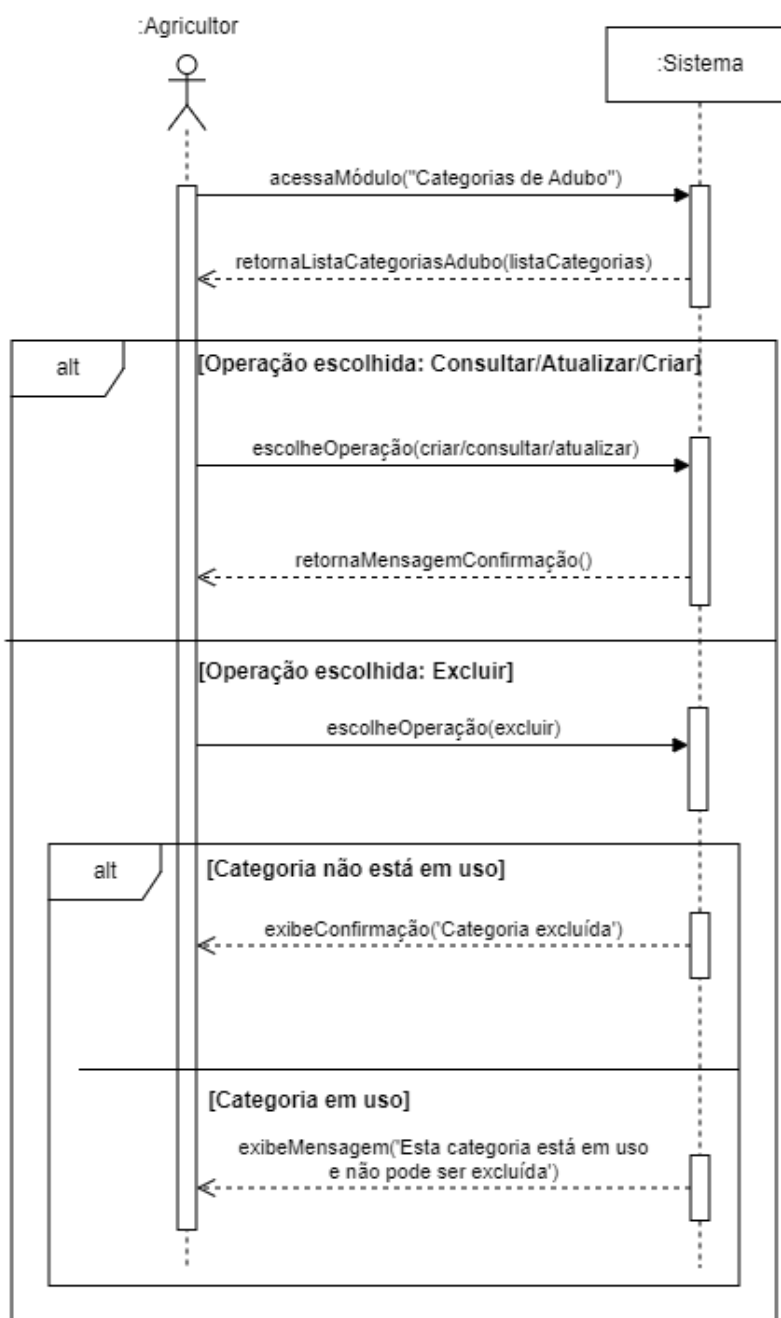 :Agricultor
:Sistema
acessaMódulo("Categorias de Adubo")
retornaListaCategoriasAdubo(listaCategorias)
alt
[Operação escolhida: Consultar/Atualizar/Criar]
escolheOperação(criar/consultar/atualizar)
retornaMensagemConfirmação()
[Operação escolhida: Excluir]
escolheOperação(excluir)
alt
[Categoria não está em uso]
exibeConfirmação('Categoria excluída')
[Categoria em uso]
exibeMensagem('Esta categoria está em uso
e não pode ser excluída')